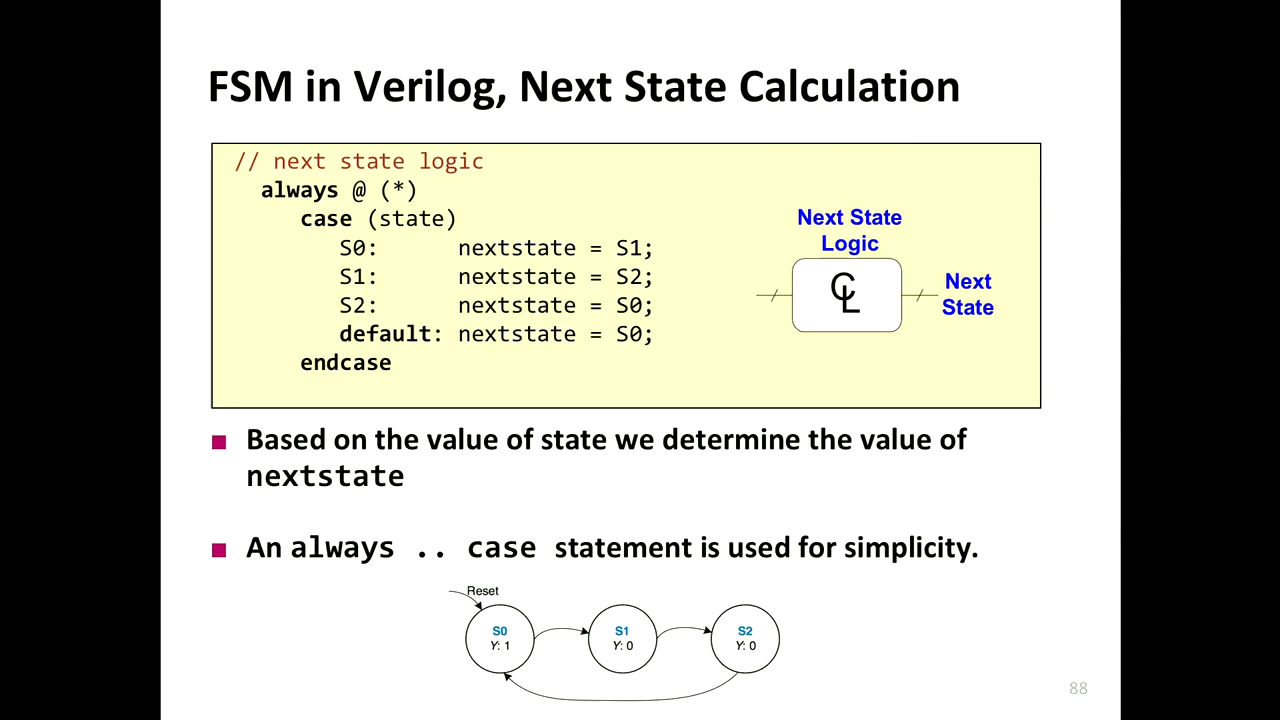 FSM in Verilog, Next State Calculation
// next state logic
always @ (*)
case (state)
S0: nextstate = S1;
S1: nextstate = S2;
S2: nextstate = S0;
default: nextstate = S0;
endcase
Next State
Logic
CL
Next
State
Based on the value of state we determine the value of
nextstate
An always .. case statement is used for simplicity.
Reset
S0
Y: 1
S1
Y: 0
S2
Y: 0
88